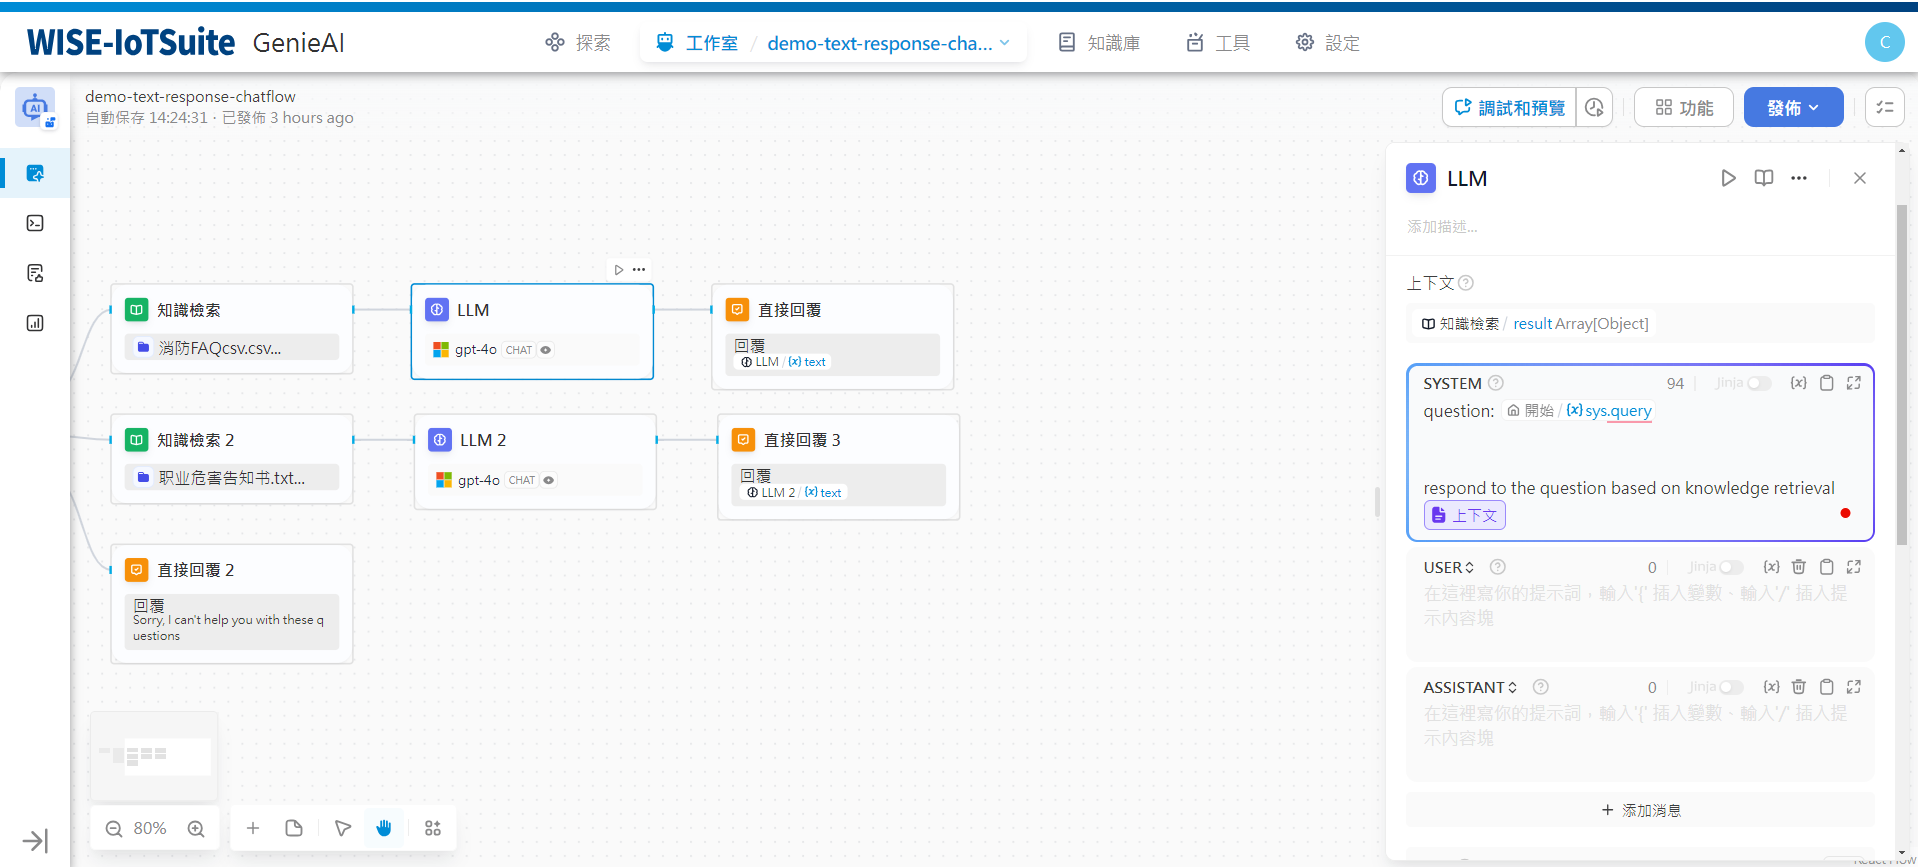 WISE-IoTSuite GenieAI
探索
工作室 / demo-text-response-cha...
知識庫
工具
設定
C
AI
demo-text-response-chatflow
自動保存 14:24:31 · 已發佈 3 hours ago
調試和預覽
功能
發佈
知識檢索
消防FAQcsv.csv...
LLM
gpt-4o CHAT
直接回覆
回覆
LLM / {x} text
知識檢索 2
职业危害告知书.txt...
LLM 2
gpt-4o CHAT
直接回覆 3
回覆
LLM 2 / {x} text
直接回覆 2
回覆
Sorry, I can't help you with these q
uestions
80%
LLM
添加描述...
上下文
知識檢索 / result Array[Object]
SYSTEM 94 Jinja {x}
question: 開始 / {x} sys.query
respond to the question based on knowledge retrieval
上下文
USER 0 Jinja {x}
在這裡寫你的提示詞，輸入'{' 插入變數、輸入'/' 插入提
示內容塊
ASSISTANT 0 Jinja {x}
在這裡寫你的提示詞，輸入'{' 插入變數、輸入'/' 插入提
示內容塊
+ 添加消息
React Flow